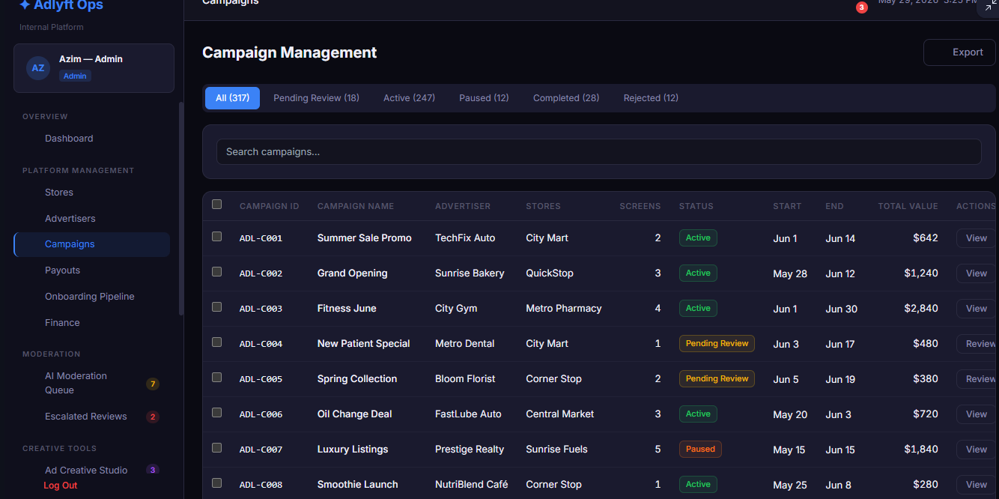 ✦ Adlyft Ops
Internal Platform
AZ
Azim — Admin
Admin
OVERVIEW
Dashboard
PLATFORM MANAGEMENT
Stores
Advertisers
Campaigns
Payouts
Onboarding Pipeline
Finance
MODERATION
AI Moderation
Queue
7
Escalated Reviews 2
CREATIVE TOOLS
Ad Creative Studio 3
Log Out
Campaigns
3
May 29, 2026 3:25 PM
Campaign Management
Export
All (317) Pending Review (18) Active (247) Paused (12) Completed (28) Rejected (12)
Search campaigns...
CAMPAIGN ID CAMPAIGN NAME ADVERTISER STORES SCREENS STATUS START END TOTAL VALUE ACTIONS
ADL-C001 Summer Sale Promo TechFix Auto City Mart 2 Active Jun 1 Jun 14 $642 View
ADL-C002 Grand Opening Sunrise Bakery QuickStop 3 Active May 28 Jun 12 $1,240 View
ADL-C003 Fitness June City Gym Metro Pharmacy 4 Active Jun 1 Jun 30 $2,840 View
ADL-C004 New Patient Special Metro Dental City Mart 1 Pending Review Jun 3 Jun 17 $480 Review
ADL-C005 Spring Collection Bloom Florist Corner Stop 2 Pending Review Jun 5 Jun 19 $380 Review
ADL-C006 Oil Change Deal FastLube Auto Central Market 3 Active May 20 Jun 3 $720 View
ADL-C007 Luxury Listings Prestige Realty Sunrise Fuels 5 Paused May 15 Jun 15 $1,840 View
ADL-C008 Smoothie Launch NutriBlend Café Corner Stop 1 Active May 25 Jun 8 $280 View